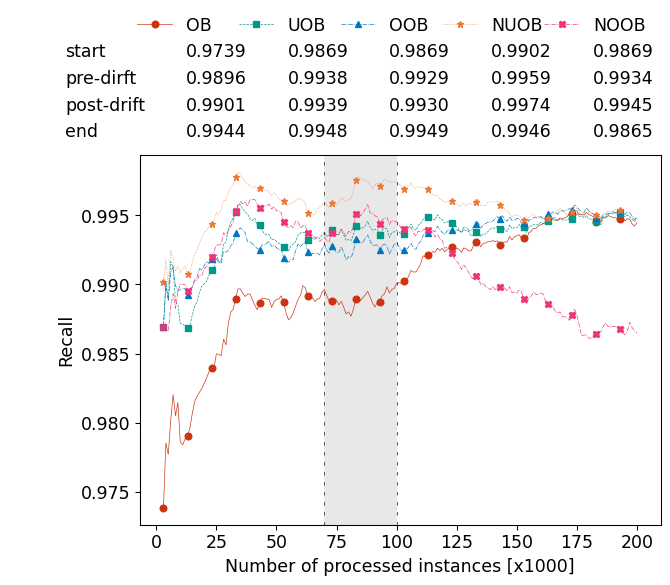 OB UOB OOB NUOB NOOB
start 0.9739 0.9869 0.9869 0.9902 0.9869
pre-dirft 0.9896 0.9938 0.9929 0.9959 0.9934
post-drift 0.9901 0.9939 0.9930 0.9974 0.9945
end 0.9944 0.9948 0.9949 0.9946 0.9865
0.995
0.990
0.985
0.980
0.975
Recall
0 25 50 75 100 125 150 175 200
Number of processed instances [x1000]